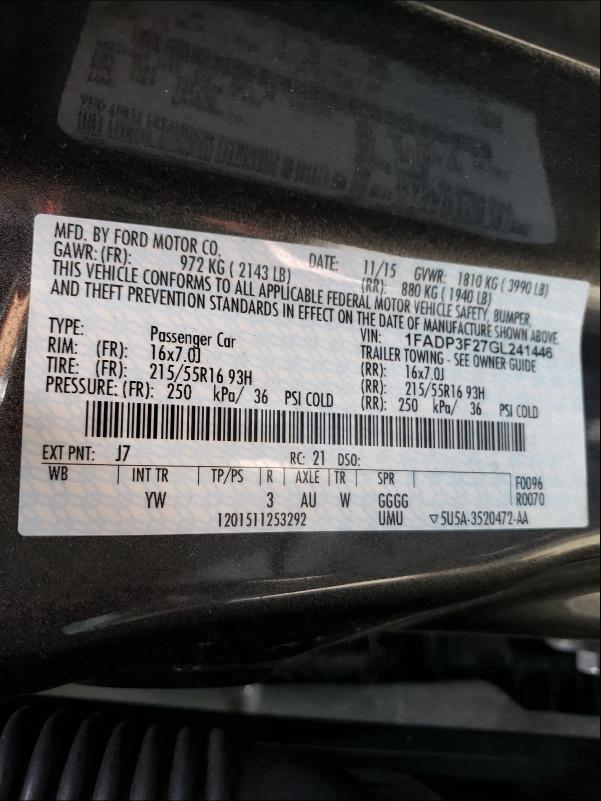 MFD. BY FORD MOTOR CO.
DATE: 11/15 GVWR: 1810 KG ( 3990 LB)
GAWR: (FR): 972 KG ( 2143 LB) (RR): 880 KG ( 1940 LB)
THIS VEHICLE CONFORMS TO ALL APPLICABLE FEDERAL MOTOR VEHICLE SAFETY, BUMPER,
AND THEFT PREVENTION STANDARDS IN EFFECT ON THE DATE OF MANUFACTURE SHOWN ABOVE.
VIN: 1FADP3F27GL241446
TYPE: Passenger Car TRAILER TOWING - SEE OWNER GUIDE
RIM: (FR): 16x7.0J (RR): 16x7.0J
TIRE: (FR): 215/55R16 93H (RR): 215/55R16 93H
PRESSURE: (FR): 250 kPa/ 36 PSI COLD (RR): 250 kPa/ 36 PSI COLD
EXT PNT: J7 RC: 21 DSO:
WB INT TR TP/PS R AXLE TR SPR F0096
YW 3 AU W GGGG R0070
1201511253292 UMU ▽5U5A-3520472-AA